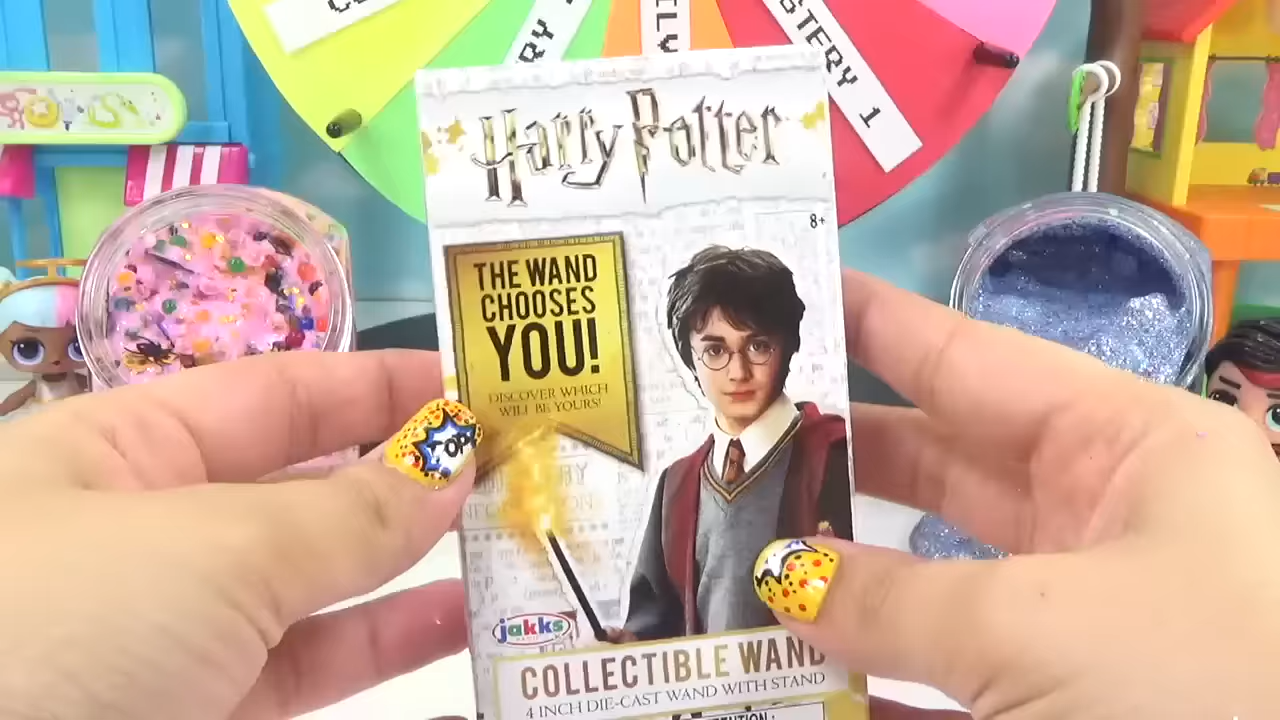 MYSTERY 1
Harry Potter
8+
THE WAND
CHOOSES
YOU!
DISCOVER WHICH
WILL BE YOURS!
OP
jakks
COLLECTIBLE WAND
4 INCH DIE-CAST WAND WITH STAND